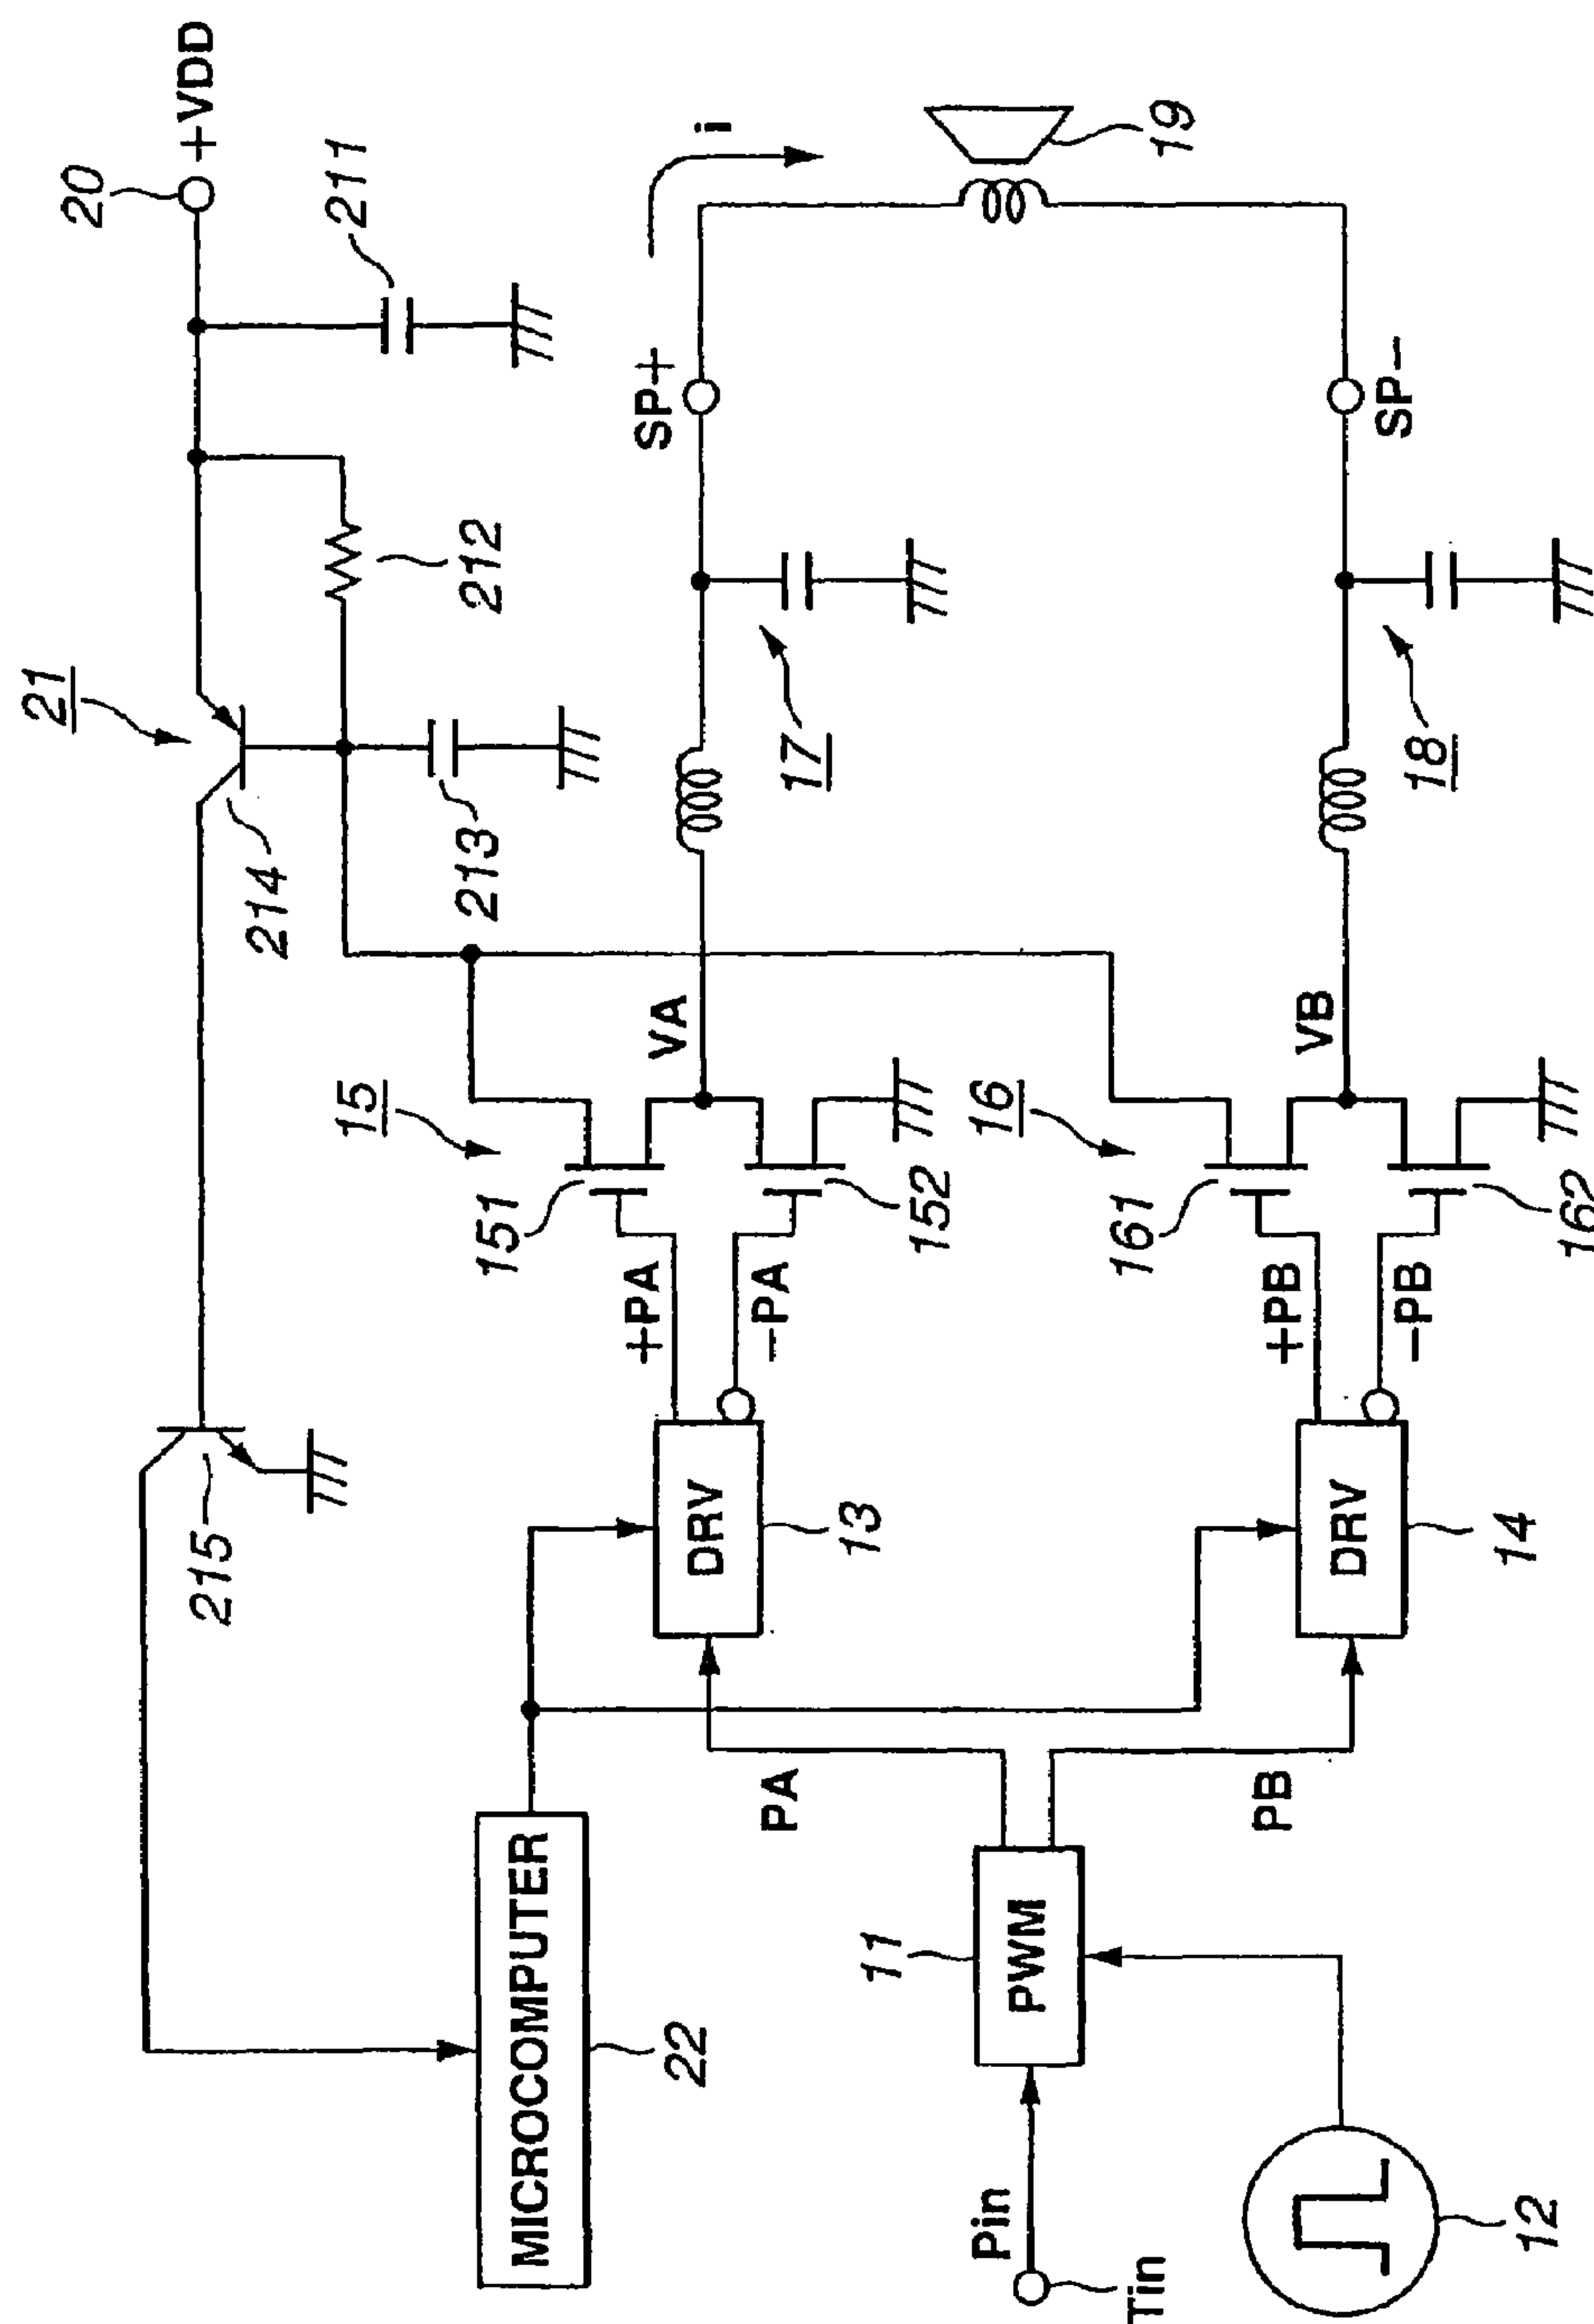 20
+VDD
211
21
212
214
213
215
SP+
i
19
17
SP−
18
15
VA
151
152
16
VB
161
162
+PA
−PA
+PB
−PB
DRV
13
DRV
14
MICROCOMPUTER
22
PA
PB
11
PWM
Pin
Tin
12